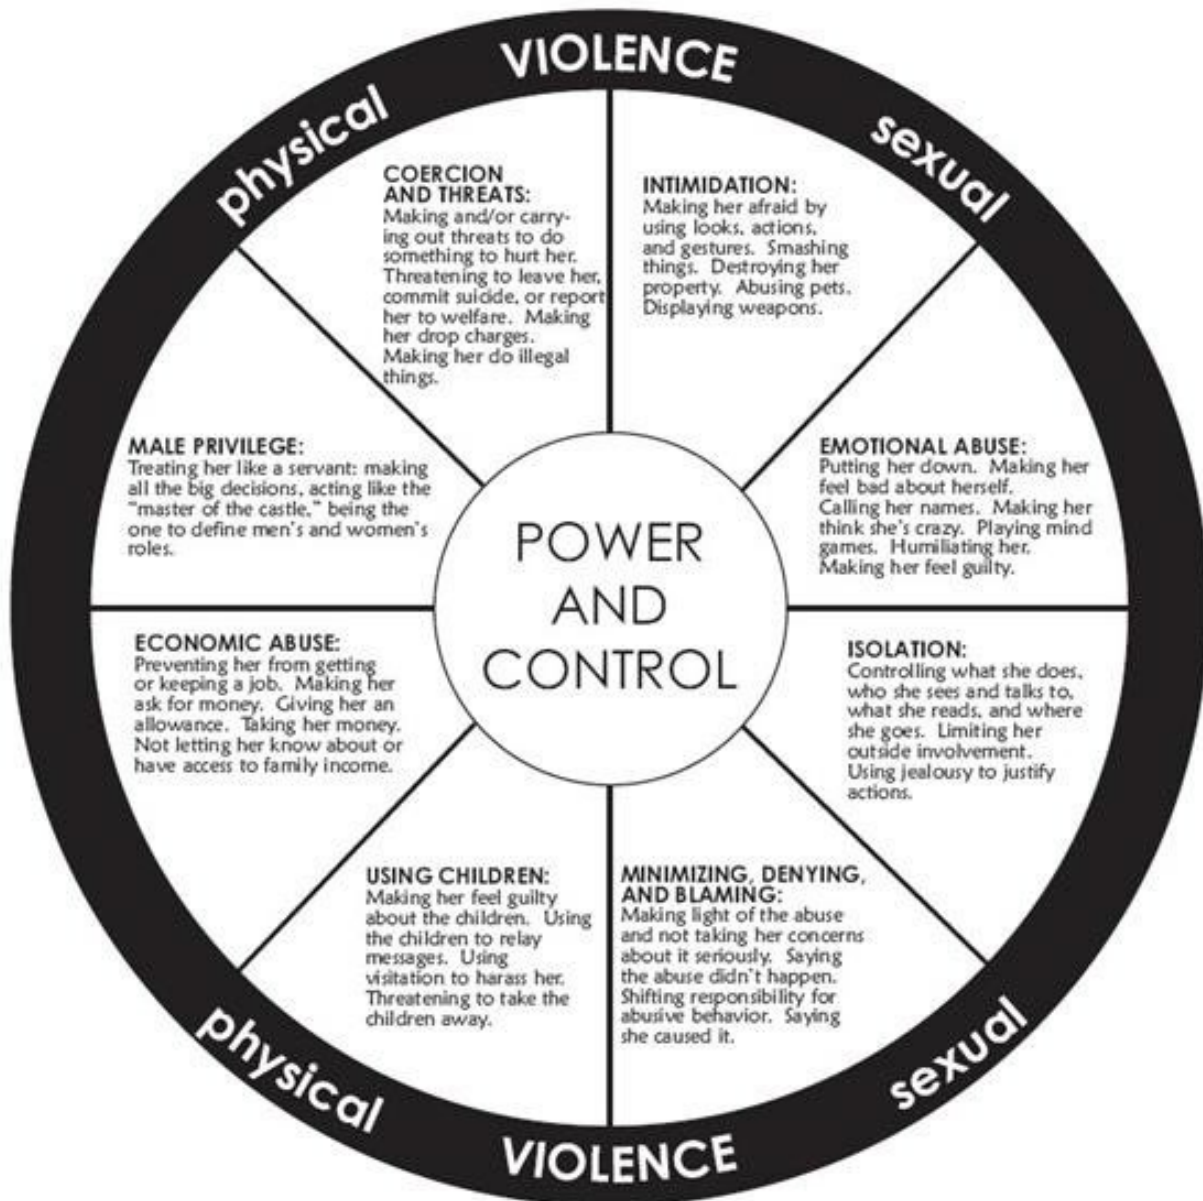 VIOLENCE
physical
sexual
COERCION
AND THREATS:
Making and/or carry-
ing out threats to do
something to hurt her.
Threatening to leave her,
commit suicide, or report
her to welfare. Making
her drop charges.
Making her do illegal
things.
INTIMIDATION:
Making her afraid by
using looks, actions,
and gestures. Smashing
things. Destroying her
property. Abusing pets.
Displaying weapons.
MALE PRIVILEGE:
Treating her like a servant: making
all the big decisions, acting like the
"master of the castle," being the
one to define men's and women's
roles.
EMOTIONAL ABUSE:
Putting her down. Making her
feel bad about herself.
Calling her names. Making her
think she's crazy. Playing mind
games. Humiliating her.
Making her feel guilty.
POWER
AND
CONTROL
ECONOMIC ABUSE:
Preventing her from getting
or keeping a job. Making her
ask for money. Giving her an
allowance. Taking her money.
Not letting her know about or
have access to family income.
ISOLATION:
Controlling what she does,
who she sees and talks to,
what she reads, and where
she goes. Limiting her
outside involvement.
Using jealousy to justify
actions.
USING CHILDREN:
Making her feel guilty
about the children. Using
the children to relay
messages. Using
visitation to harass her.
Threatening to take the
children away.
MINIMIZING, DENYING,
AND BLAMING:
Making light of the abuse
and not taking her concerns
about it seriously. Saying
the abuse didn't happen.
Shifting responsibility for
abusive behavior. Saying
she caused it.
physical
sexual
VIOLENCE